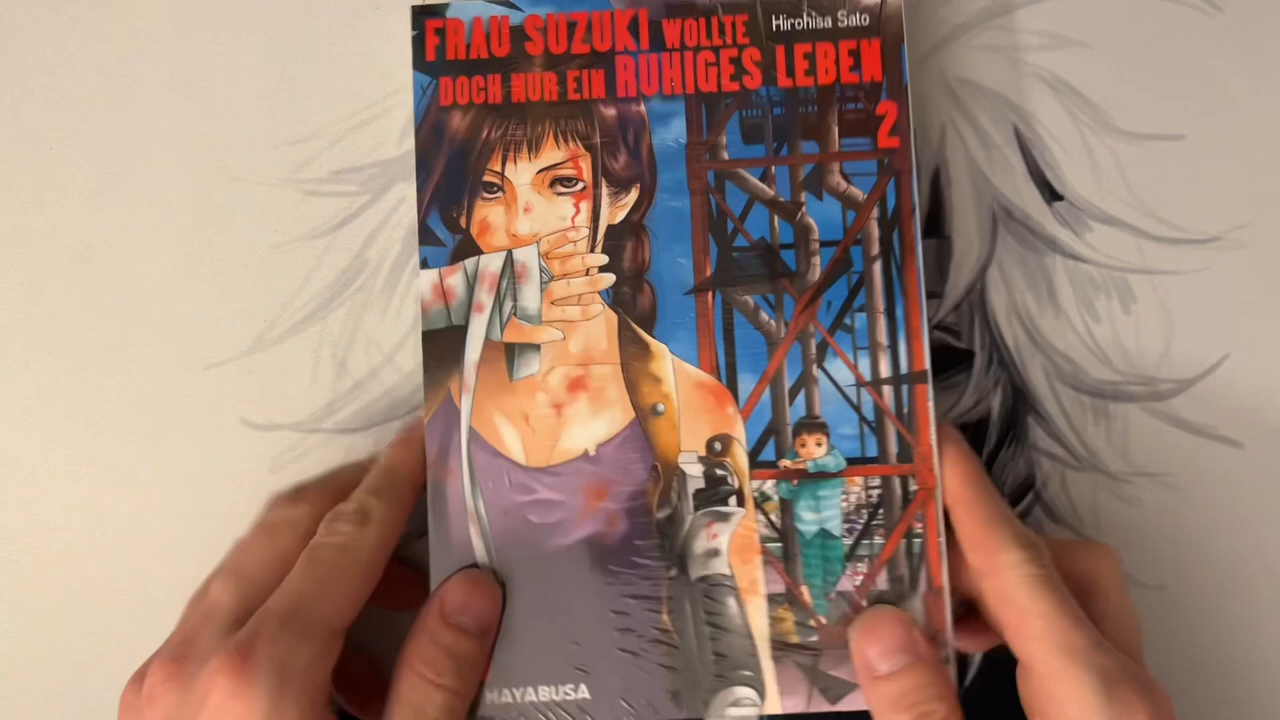 FRAU SUZUKI WOLLTE
Hirohisa Sato
DOCH NUR EIN RUHIGES LEBEN
2
HAYABUSA